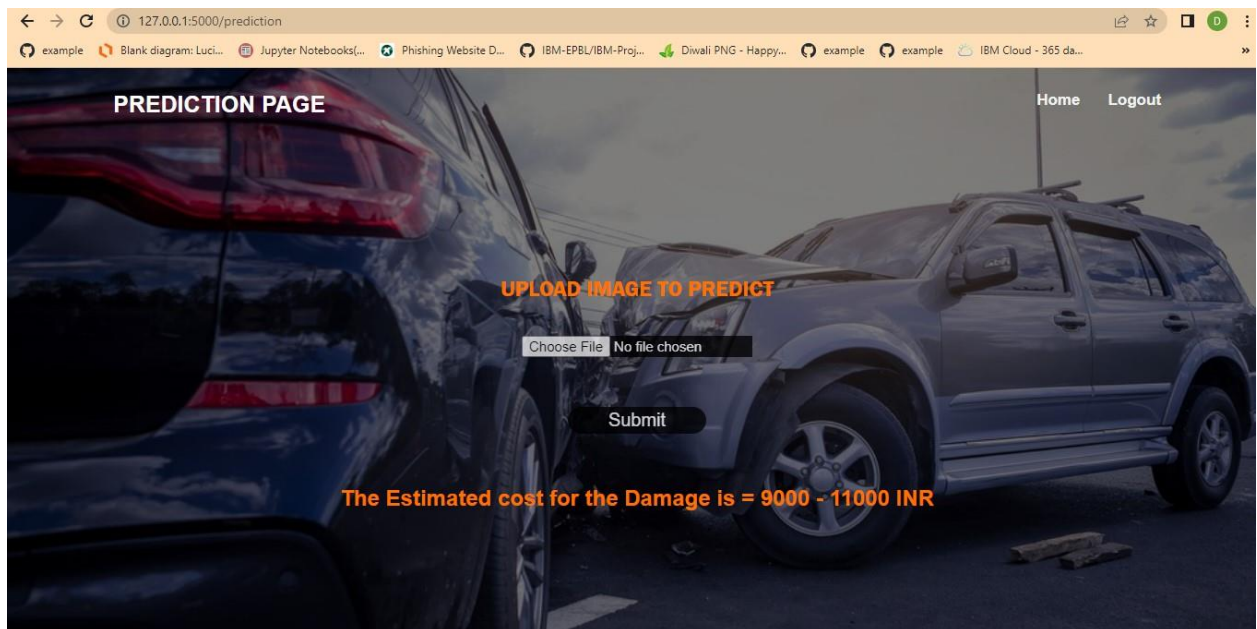 127.0.0.1:5000/prediction
D
example Blank diagram: Luci... Jupyter Notebooks(... Phishing Website D... IBM-EPBL/IBM-Proj... Diwali PNG - Happy... example example IBM Cloud - 365 da... »
PREDICTION PAGE Home Logout
UPLOAD IMAGE TO PREDICT
Choose File No file chosen
Submit
The Estimated cost for the Damage is = 9000 - 11000 INR